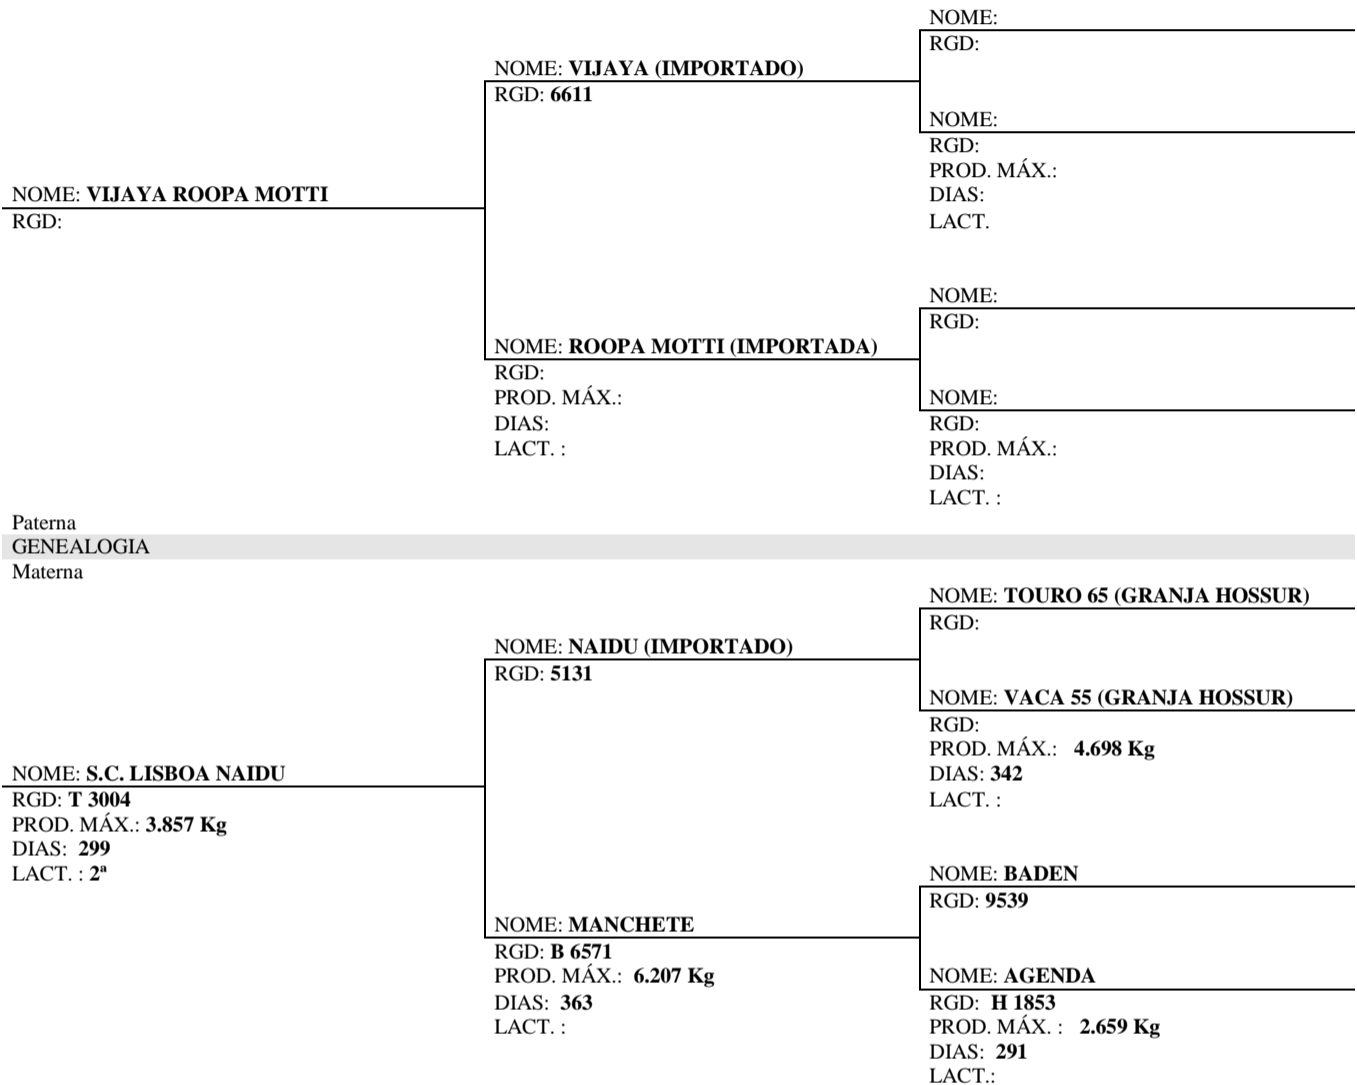 NOME:
RGD:
NOME: VIJAYA (IMPORTADO)
RGD: 6611
NOME:
RGD:
PROD. MÁX.:
DIAS:
LACT.
NOME: VIJAYA ROOPA MOTTI
RGD:
NOME:
RGD:
NOME: ROOPA MOTTI (IMPORTADA)
RGD:
PROD. MÁX.:
DIAS:
LACT. :
NOME:
RGD:
PROD. MÁX.:
DIAS:
LACT. :
Paterna
GENEALOGIA
Materna
NOME: TOURO 65 (GRANJA HOSSUR)
RGD:
NOME: NAIDU (IMPORTADO)
RGD: 5131
NOME: VACA 55 (GRANJA HOSSUR)
RGD:
PROD. MÁX.: 4.698 Kg
DIAS: 342
LACT. :
NOME: S.C. LISBOA NAIDU
RGD: T 3004
PROD. MÁX.: 3.857 Kg
DIAS: 299
LACT. : 2ª
NOME: BADEN
RGD: 9539
NOME: MANCHETE
RGD: B 6571
PROD. MÁX.: 6.207 Kg
DIAS: 363
LACT. :
NOME: AGENDA
RGD: H 1853
PROD. MÁX. : 2.659 Kg
DIAS: 291
LACT.: